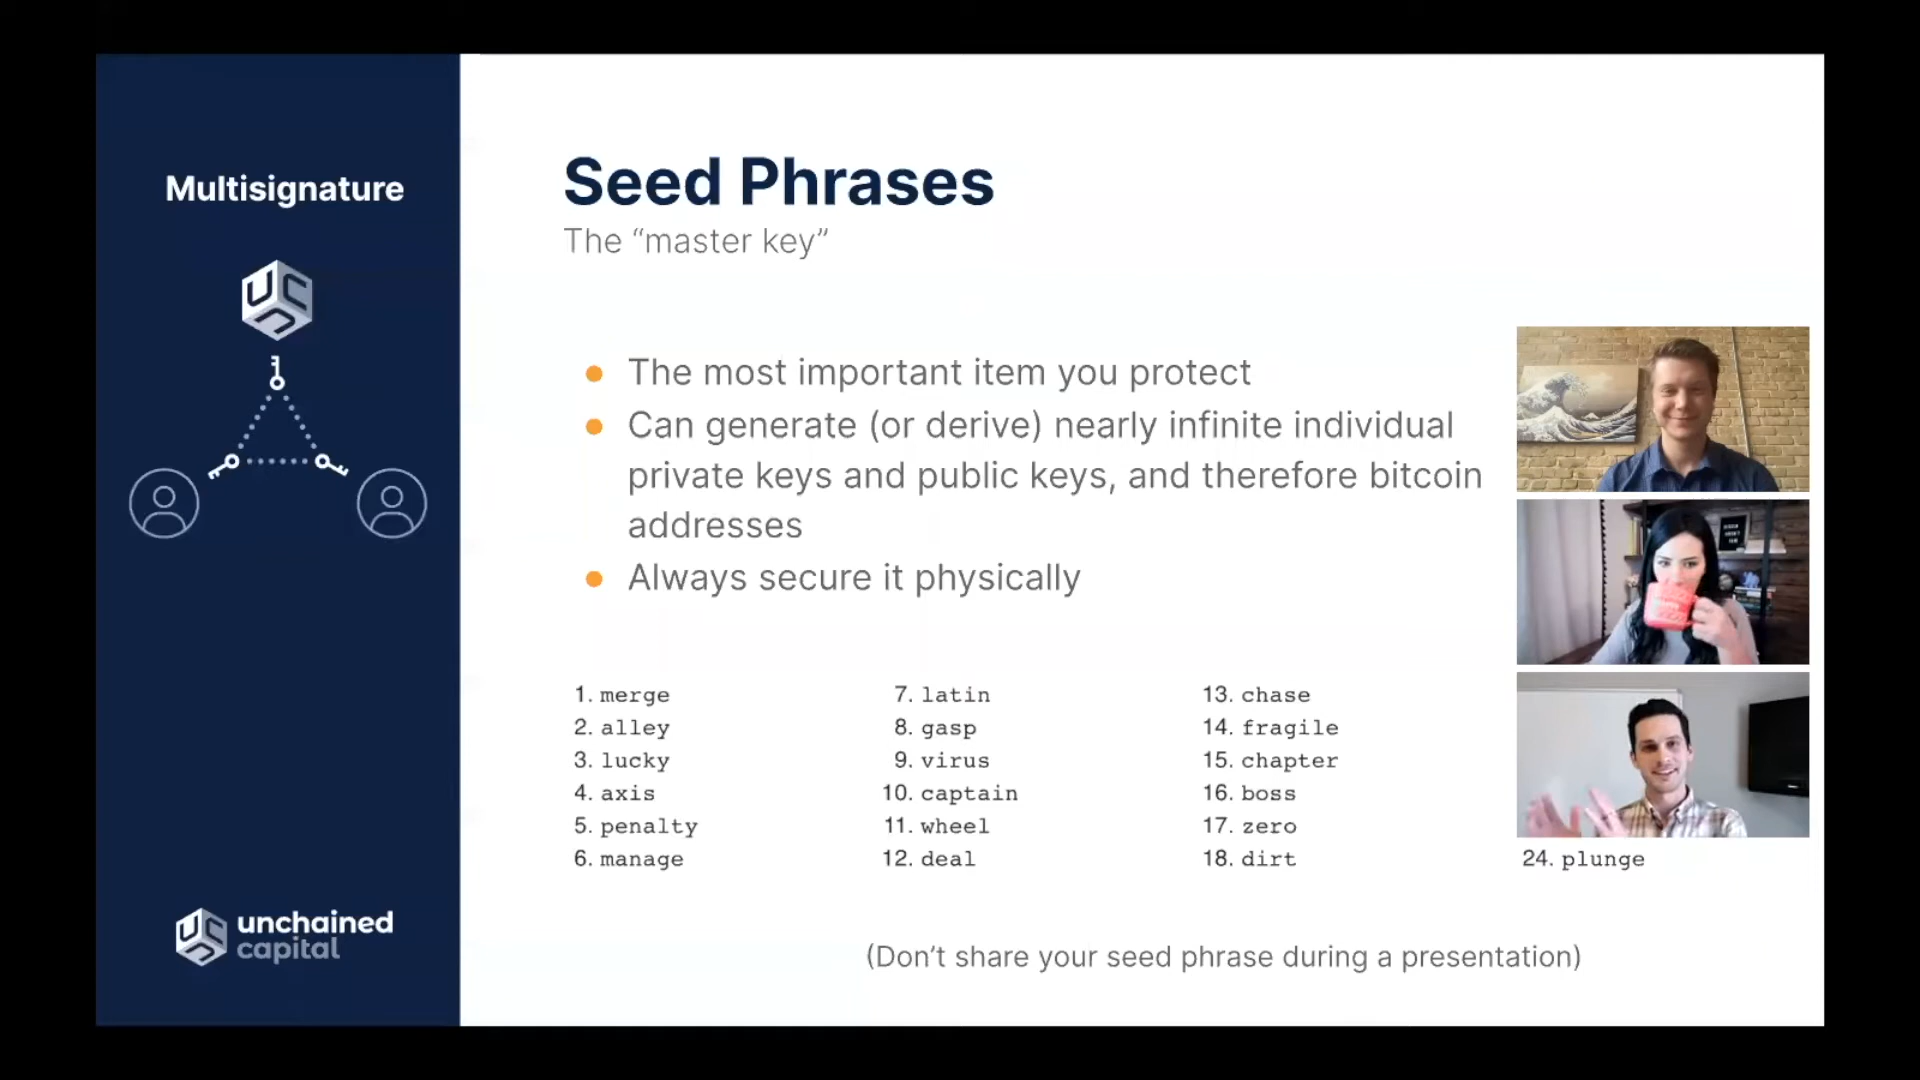 Multisignature
unchained
capital
Seed Phrases
The “master key”
The most important item you protect
Can generate (or derive) nearly infinite individual
private keys and public keys, and therefore bitcoin
addresses
Always secure it physically
1. merge
2. alley
3. lucky
4. axis
5. penalty
6. manage
7. latin
8. gasp
9. virus
10. captain
11. wheel
12. deal
13. chase
14. fragile
15. chapter
16. boss
17. zero
18. dirt
24. plunge
(Don’t share your seed phrase during a presentation)